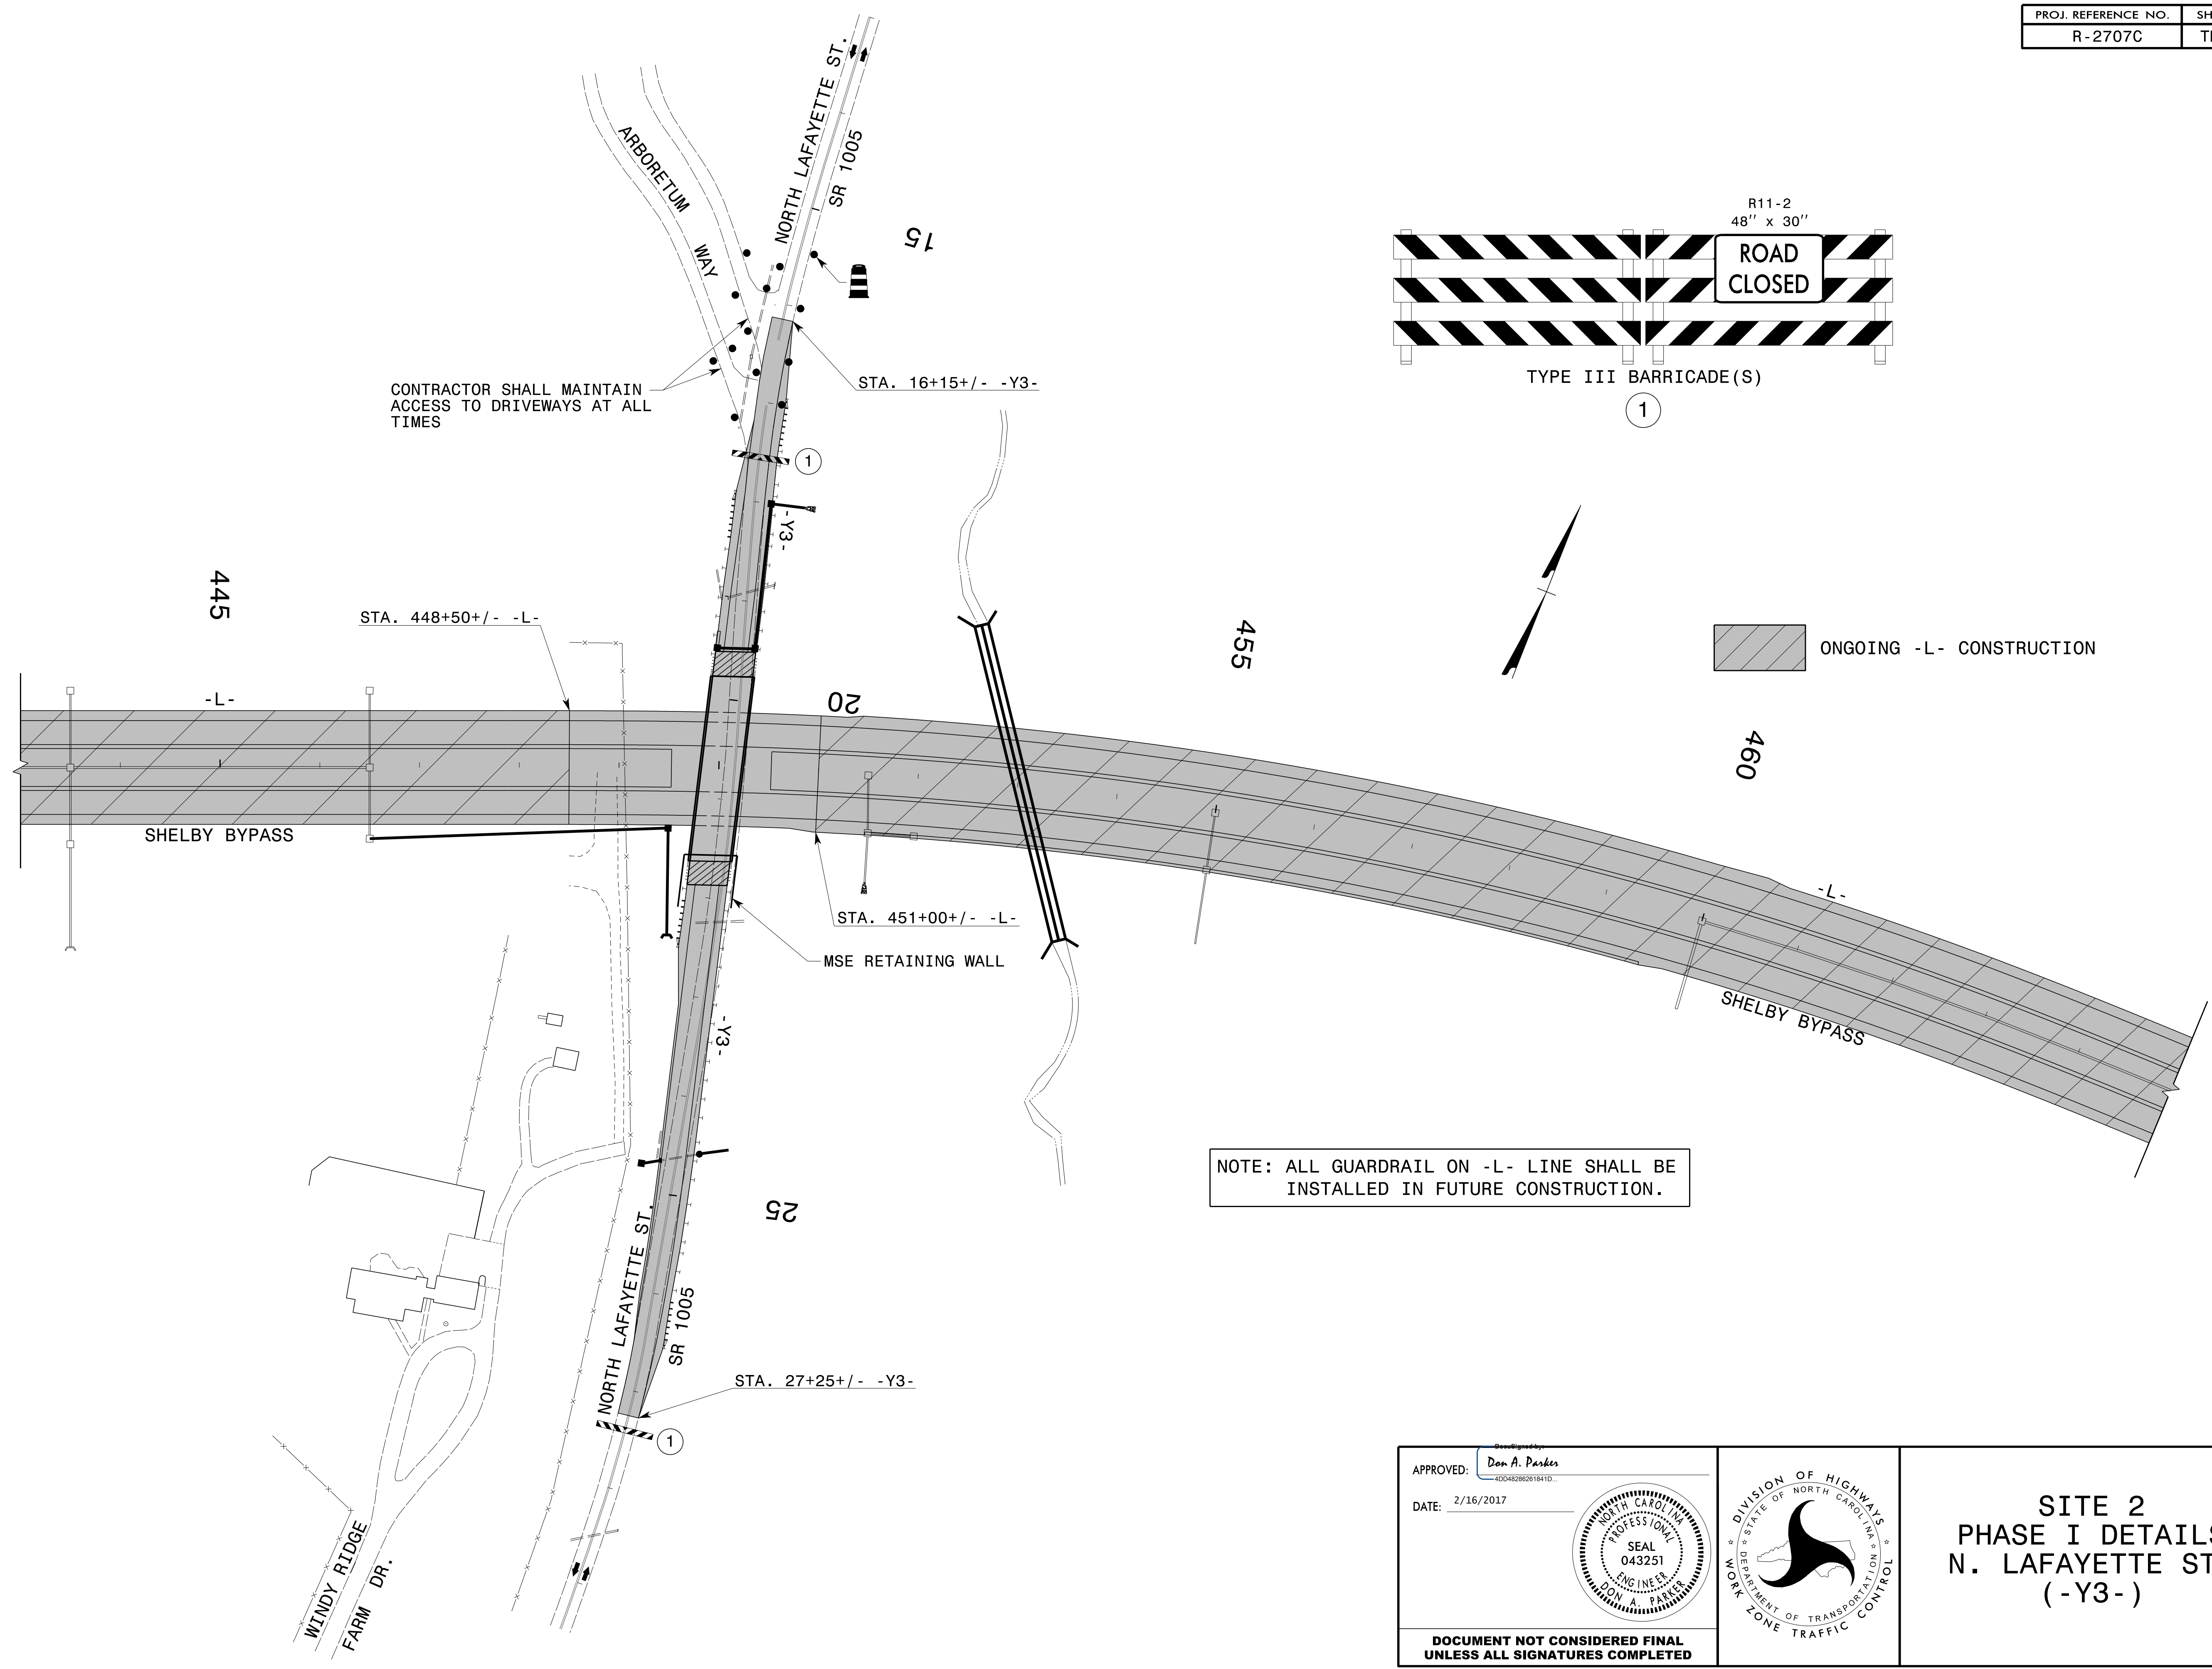 PROJ. REFERENCE NO.
SH
R-2707C
NORTH LAFAYETTE ST.
SR 1005
ARBORETUM
WAY
15
R11-2
48" x 30"
ROAD
CLOSED
TYPE III BARRICADE(S)
1
CONTRACTOR SHALL MAINTAIN
ACCESS TO DRIVEWAYS AT ALL
TIMES
STA. 16+15+/- -Y3-
1
-Y3-
445
STA. 448+50+/- -L-
455
ONGOING -L- CONSTRUCTION
-L-
20
460
SHELBY BYPASS
-L-
STA. 451+00+/- -L-
MSE RETAINING WALL
SHELBY BYPASS
-Y3-
NOTE: ALL GUARDRAIL ON -L- LINE SHALL BE
INSTALLED IN FUTURE CONSTRUCTION.
25
NORTH LAFAYETTE ST.
SR 1005
STA. 27+25+/- -Y3-
1
WINDY RIDGE
FARM DR.
DocuSigned by:
APPROVED: Don A. Parker
4DD48286261841D...
DATE: 2/16/2017
NORTH CAROLINA
PROFESSIONAL
SEAL
043251
ENGINEER
DON A. PARKER
DOCUMENT NOT CONSIDERED FINAL
UNLESS ALL SIGNATURES COMPLETED
DIVISION OF HIGHWAYS
STATE OF NORTH CAROLINA
DEPARTMENT OF TRANSPORTATION
WORK ZONE TRAFFIC CONTROL
SITE 2
PHASE I DETAILS
N. LAFAYETTE ST
(-Y3-)